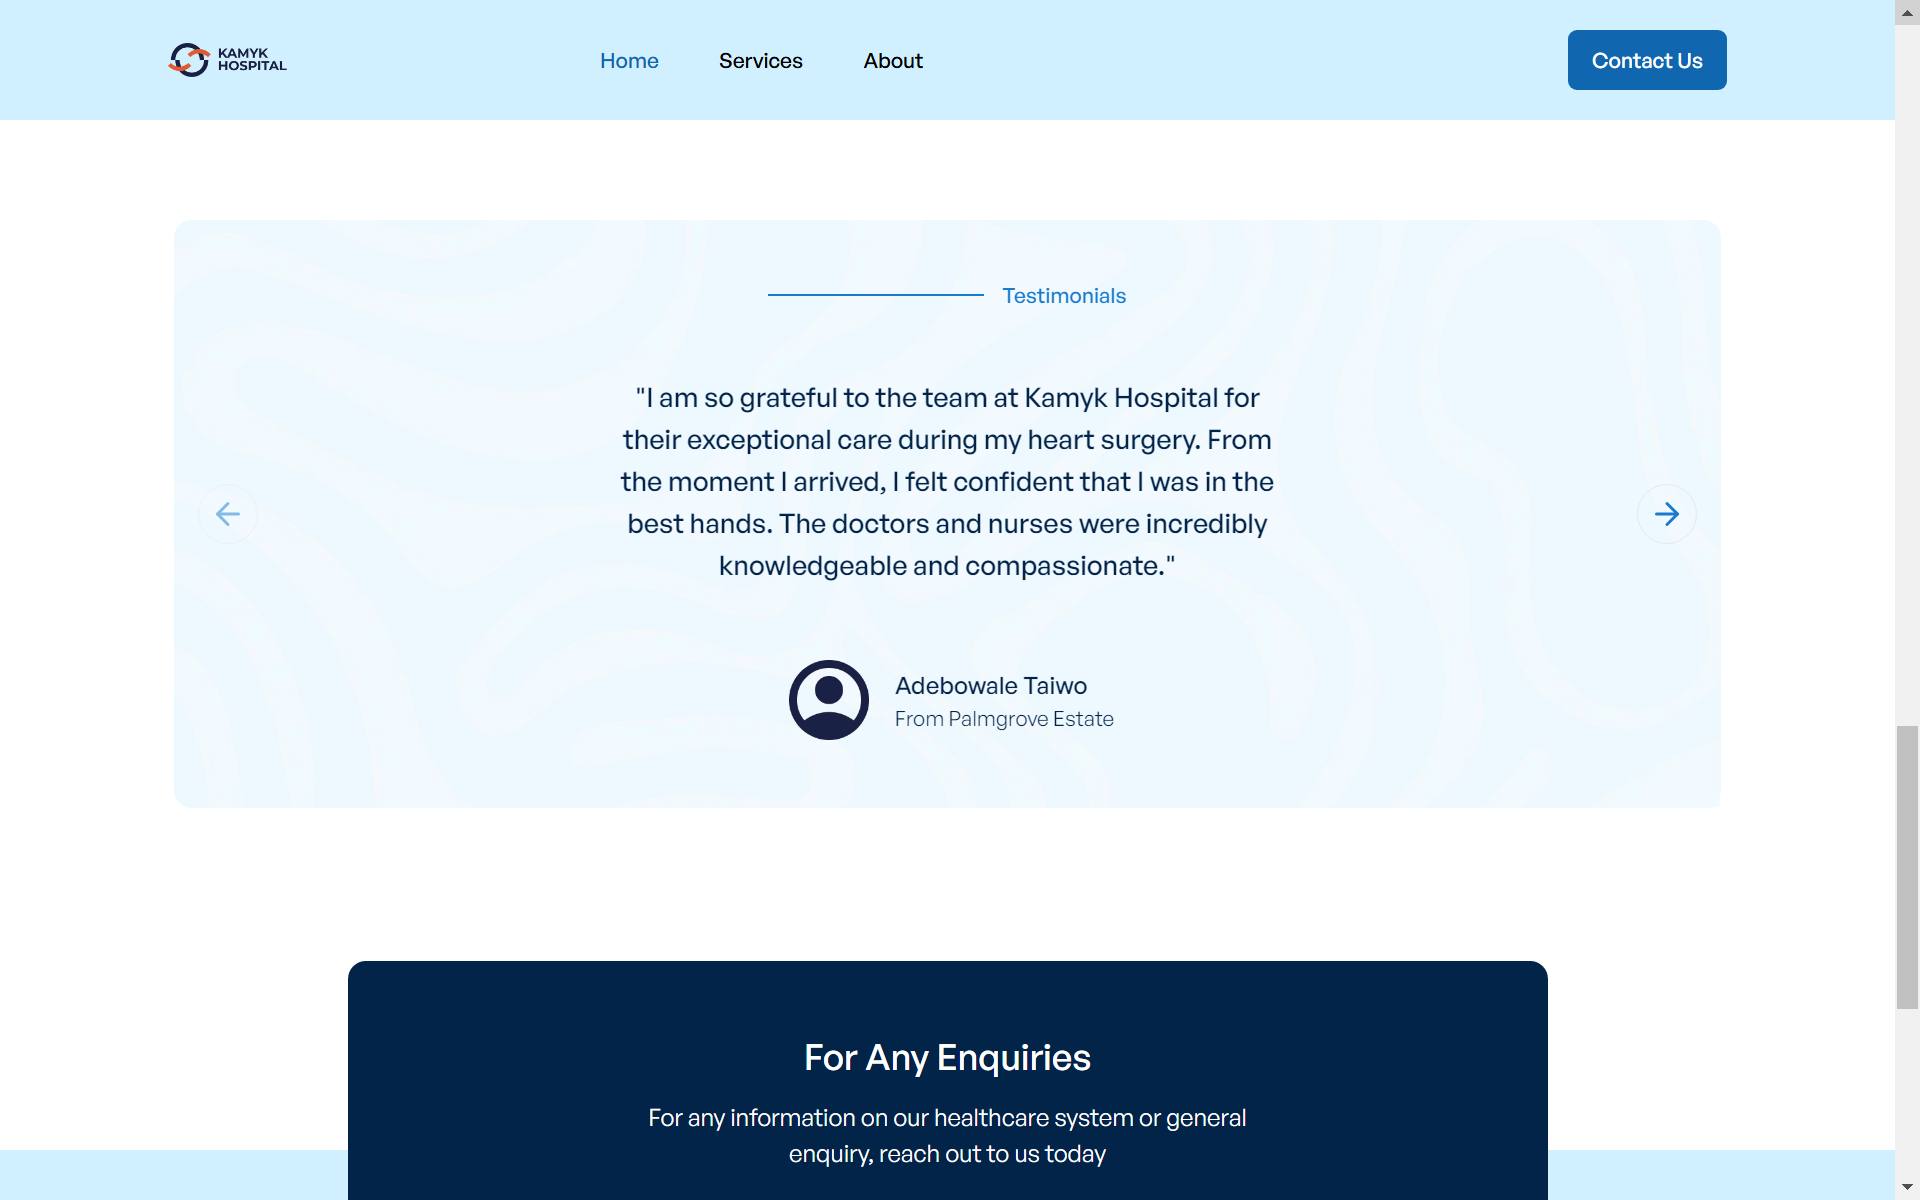 KAMYK
HOSPITAL
Home
Services
About
Contact Us
Testimonials
"I am so grateful to the team at Kamyk Hospital for
their exceptional care during my heart surgery. From
the moment I arrived, I felt confident that I was in the
best hands. The doctors and nurses were incredibly
knowledgeable and compassionate."
Adebowale Taiwo
From Palmgrove Estate
For Any Enquiries
For any information on our healthcare system or general
enquiry, reach out to us today